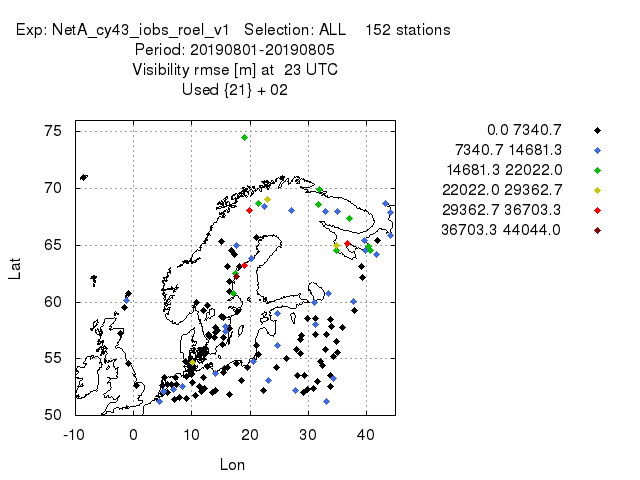 Exp: NetA_cy43_iobs_roel_v1 Selection: ALL 152 stations
Period: 20190801-20190805
Visibility rmse [m] at 23 UTC
Used {21} + 02
75
70
65
60
55
50
-10 0 10 20 30 40
Lat
Lon
0.0 7340.7
7340.7 14681.3
14681.3 22022.0
22022.0 29362.7
29362.7 36703.3
36703.3 44044.0